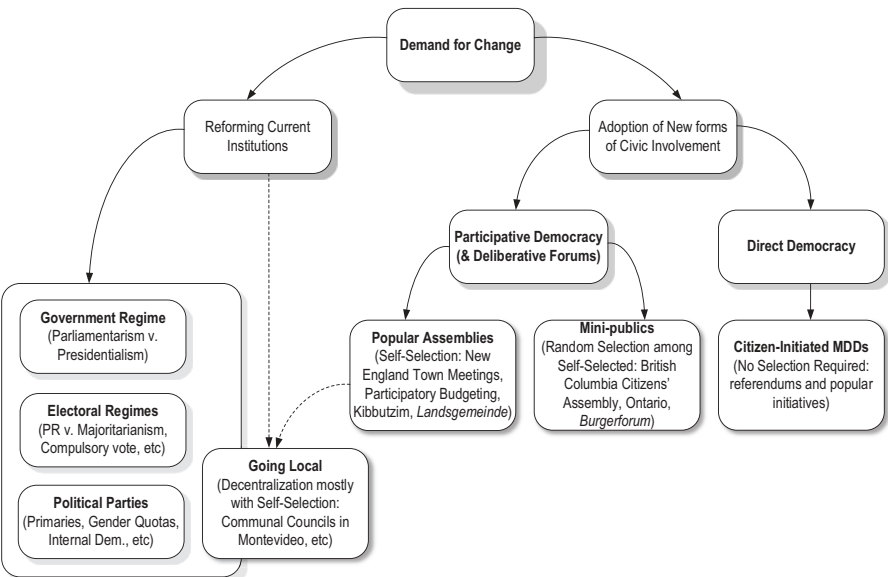 Demand for Change
Reforming Current
Institutions
Adoption of New forms
of Civic Involvement
Participative Democracy
(& Deliberative Forums)
Direct Democracy
Government Regime
(Parliamentarism v.
Presidentialism)
Electoral Regimes
(PR v. Majoritarianism,
Compulsory vote, etc)
Political Parties
(Primaries, Gender Quotas,
Internal Dem., etc)
Going Local
(Decentralization mostly
with Self-Selection:
Communal Councils in
Montevideo, etc)
Popular Assemblies
(Self-Selection: New
England Town Meetings,
Participatory Budgeting,
Kibbutzim, Landsgemeinde)
Mini-publics
(Random Selection among
Self-Selected: British
Columbia Citizens'
Assembly, Ontario,
Burgerforum)
Citizen-Initiated MDDs
(No Selection Required:
referendums and popular
initiatives)